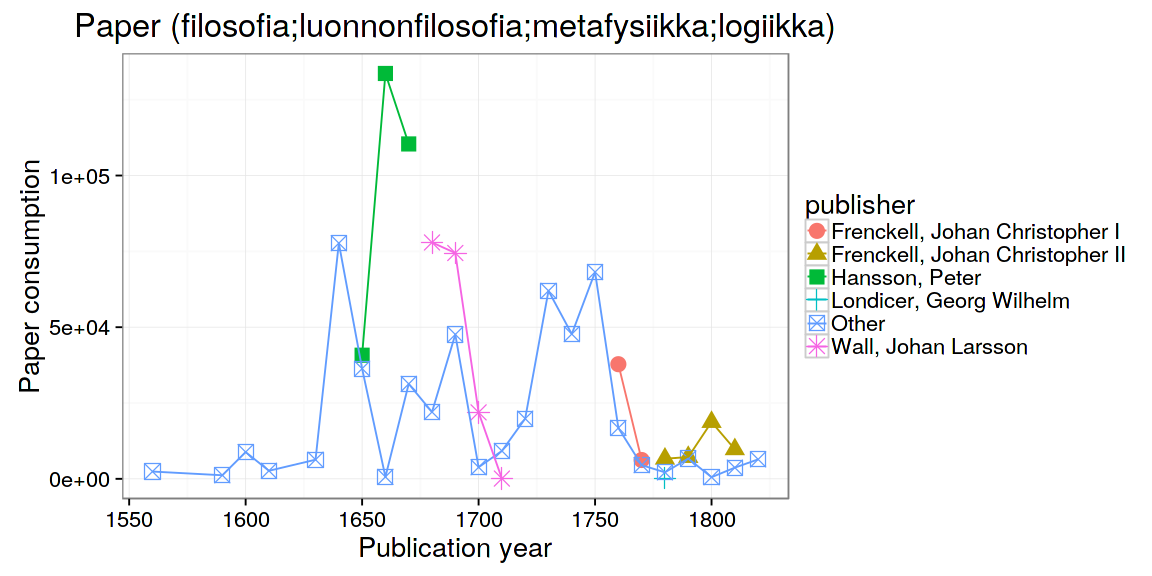 Paper (filosofia;luonnonfilosofia;metafysiikka;logiikka)
Paper consumption
1e+05
5e+04
0e+00
1550 1600 1650 1700 1750 1800
Publication year
publisher
Frenckell, Johan Christopher I
Frenckell, Johan Christopher II
Hansson, Peter
Londicer, Georg Wilhelm
Other
Wall, Johan Larsson